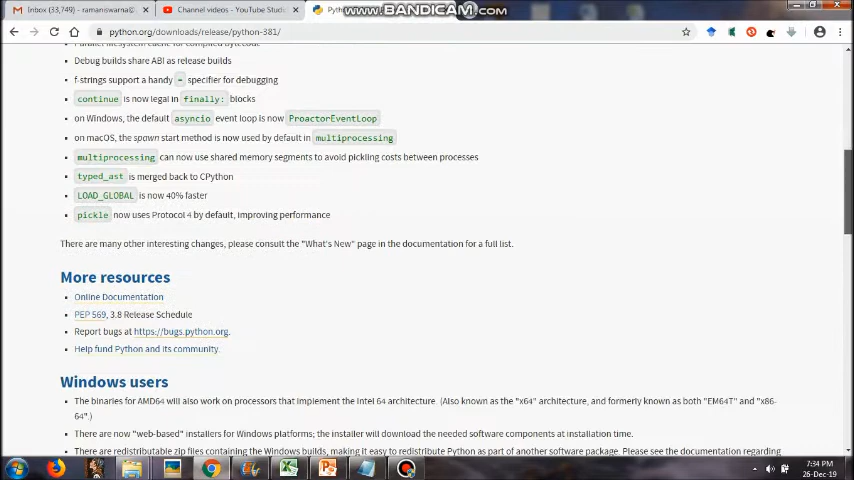 Inbox (33,749) - ramaniswarna@
Channel videos - YouTube Studio
Pyth
www.BANDICAM.com
python.org/downloads/release/python-381/
Parallel filesystem cache for compiled bytecode
Debug builds share ABI as release builds
f-strings support a handy = specifier for debugging
continue is now legal in finally: blocks
on Windows, the default asyncio event loop is now ProactorEventLoop
on macOS, the spawn start method is now used by default in multiprocessing
multiprocessing can now use shared memory segments to avoid pickling costs between processes
typed_ast is merged back to CPython
LOAD_GLOBAL is now 40% faster
pickle now uses Protocol 4 by default, improving performance
There are many other interesting changes, please consult the "What's New" page in the documentation for a full list.
More resources
Online Documentation
PEP 569, 3.8 Release Schedule
Report bugs at https://bugs.python.org.
Help fund Python and its community.
Windows users
The binaries for AMD64 will also work on processors that implement the Intel 64 architecture. (Also known as the "x64" architecture, and formerly known as both "EM64T" and "x86-
64".)
There are now "web-based" installers for Windows platforms; the installer will download the needed software components at installation time.
There are redistributable zip files containing the Windows builds, making it easy to redistribute Python as part of another software package. Please see the documentation regarding
7:34 PM
26-Dec-19